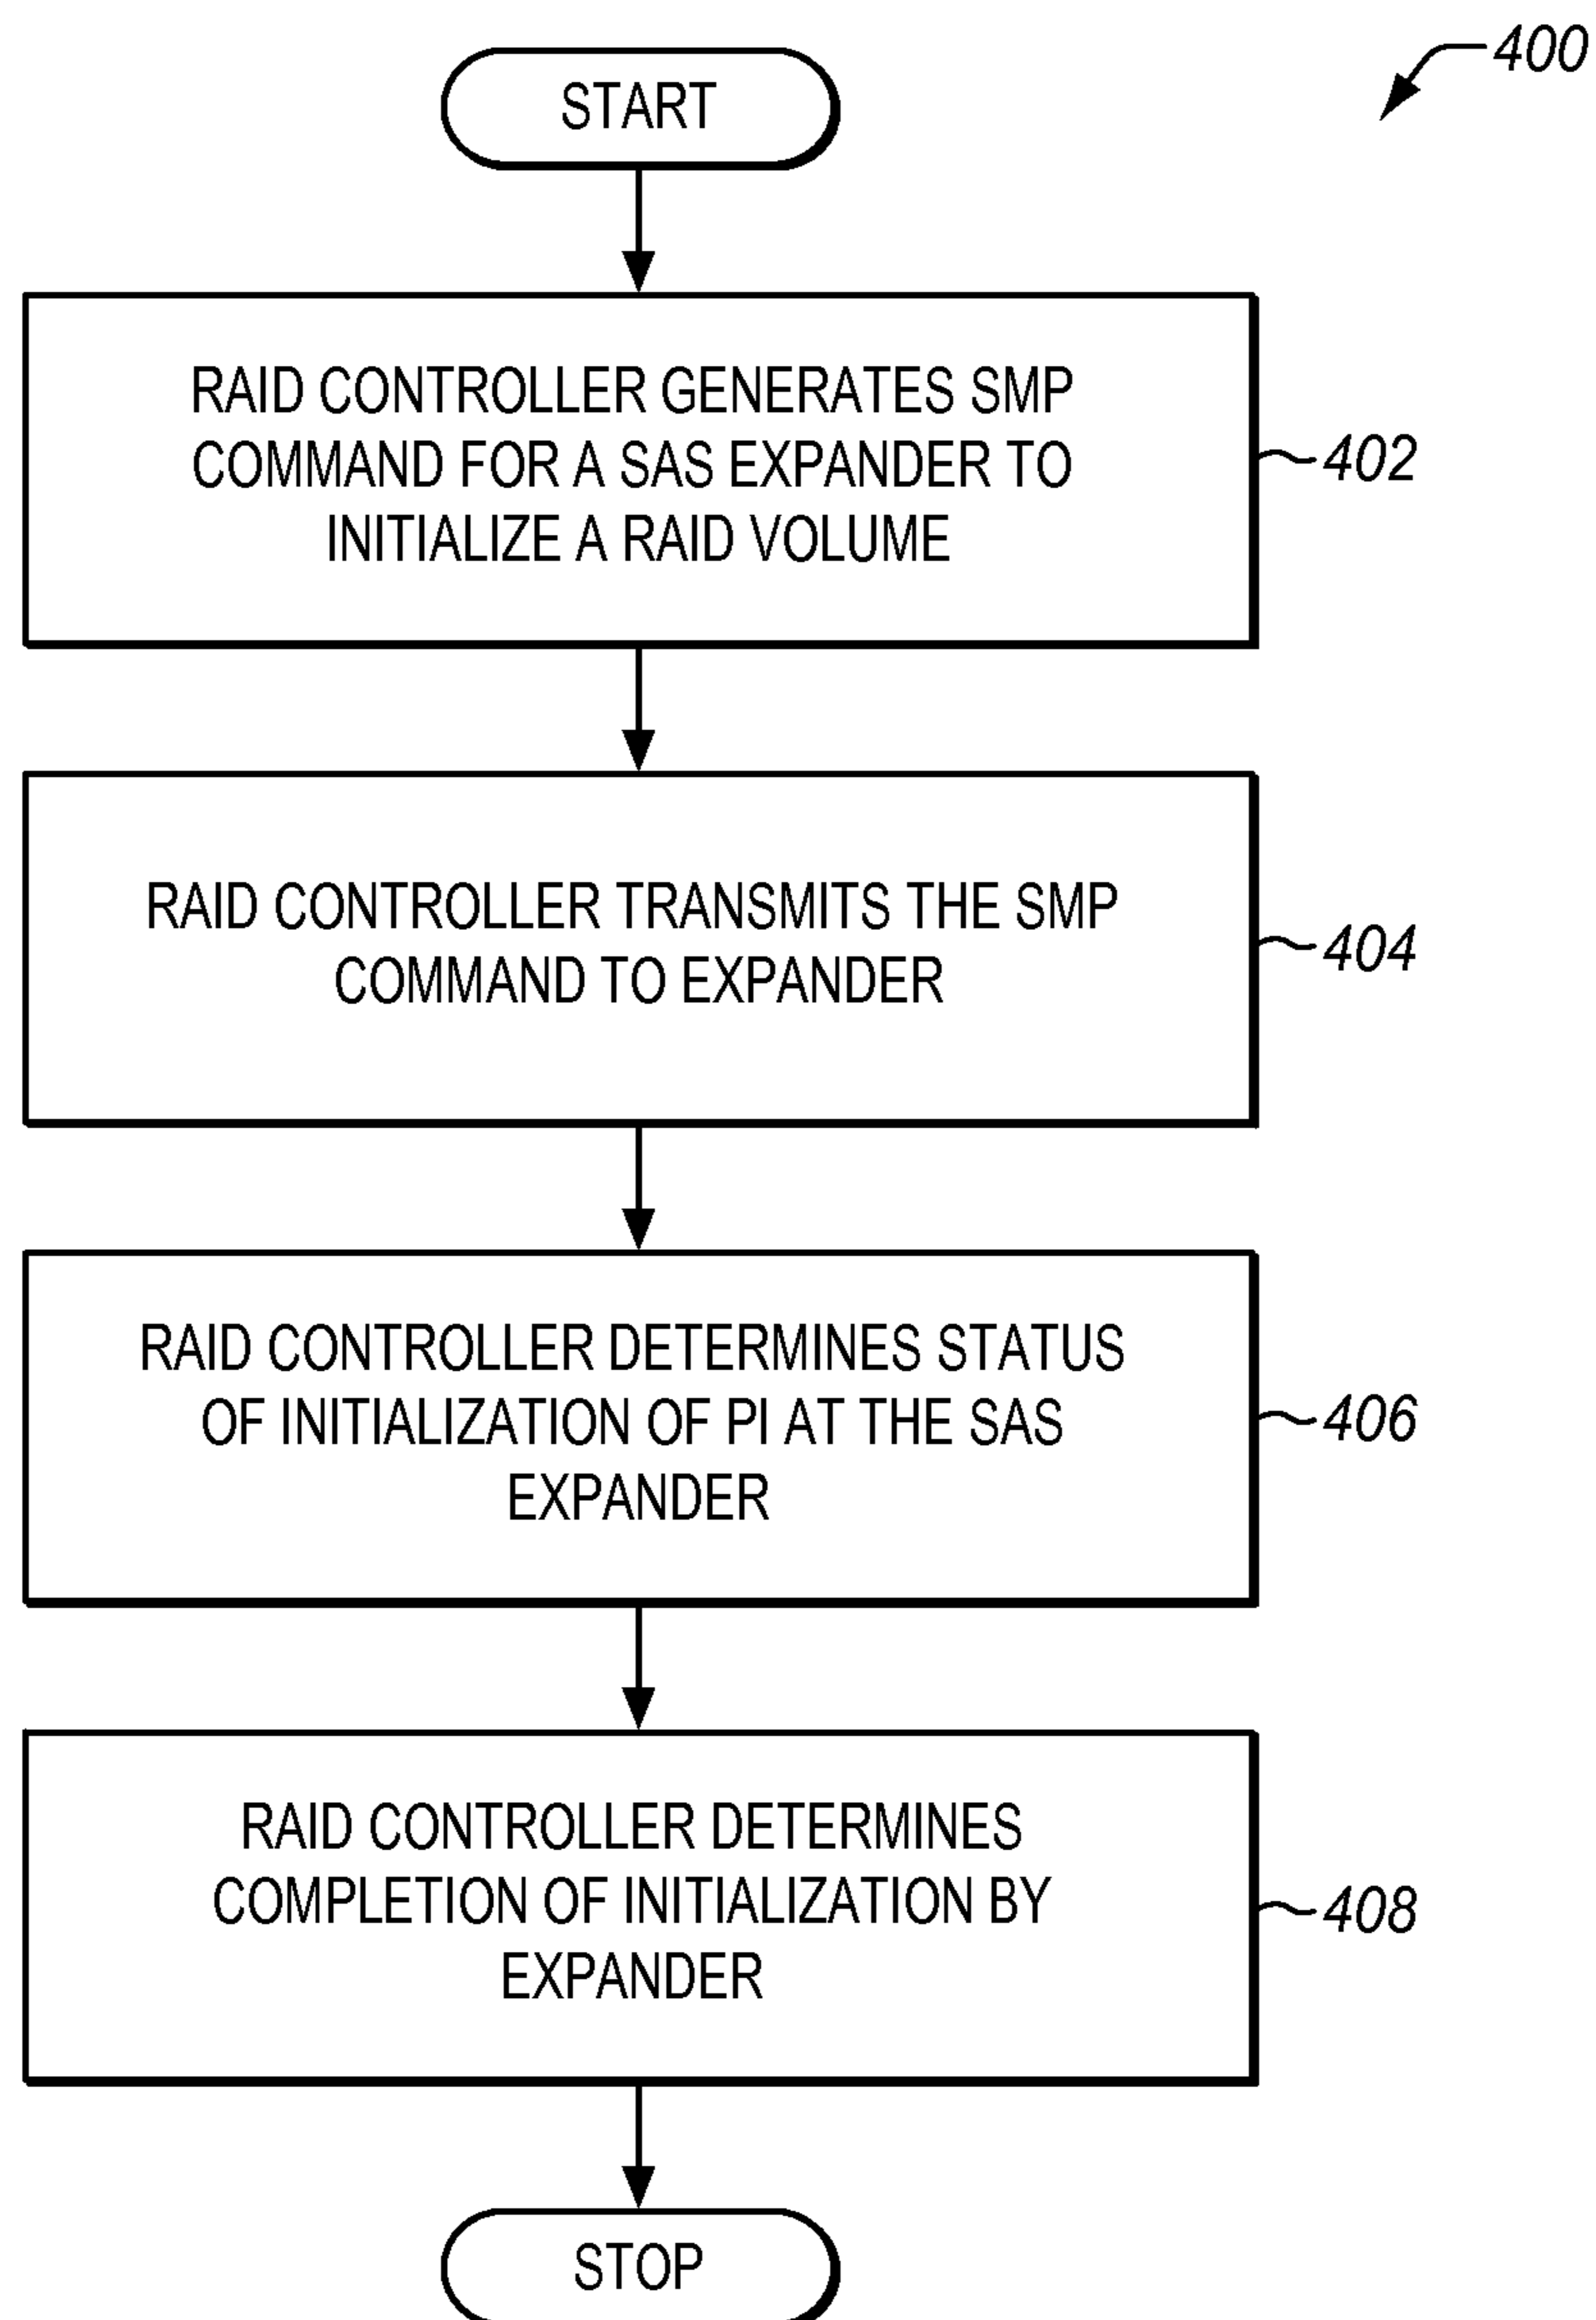 400
START
RAID CONTROLLER GENERATES SMP
COMMAND FOR A SAS EXPANDER TO
INITIALIZE A RAID VOLUME
402
RAID CONTROLLER TRANSMITS THE SMP
COMMAND TO EXPANDER
404
RAID CONTROLLER DETERMINES STATUS
OF INITIALIZATION OF PI AT THE SAS
EXPANDER
406
RAID CONTROLLER DETERMINES
COMPLETION OF INITIALIZATION BY
EXPANDER
408
STOP